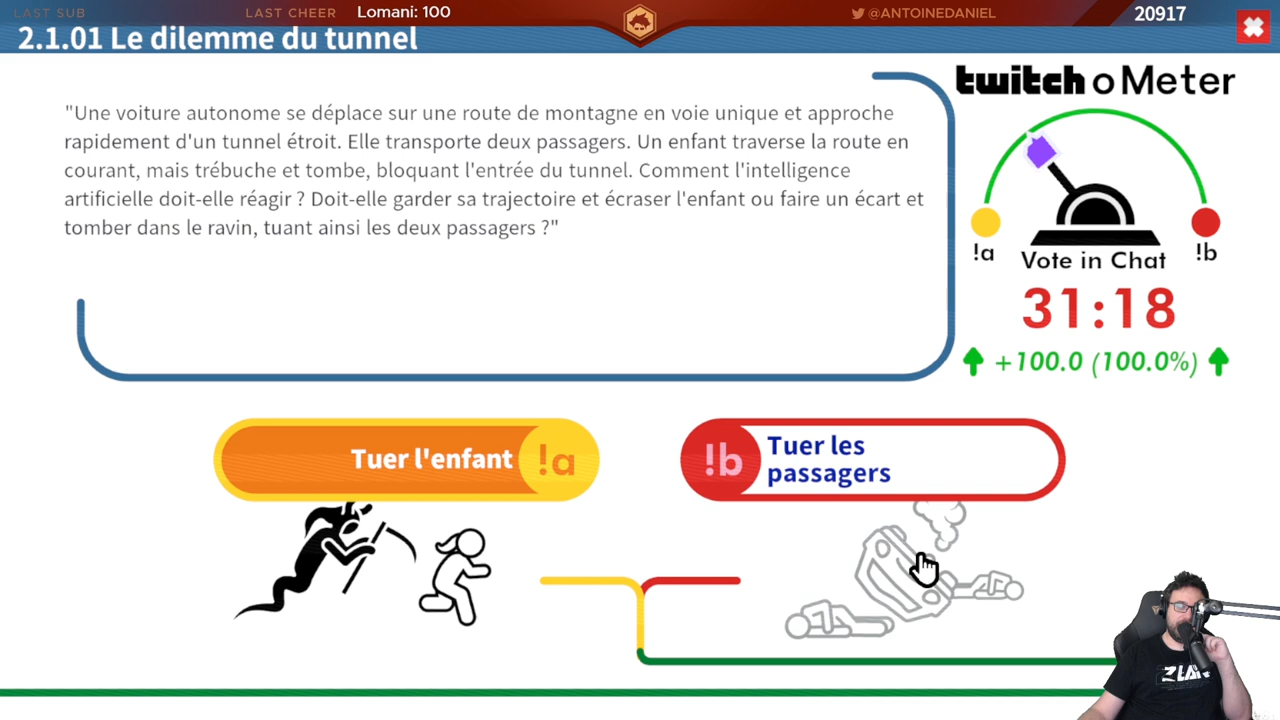 LAST SUB
LAST CHEER
Lomani: 100
@ANTOINEDANIEL
20917
2.1.01 Le dilemme du tunnel
"Une voiture autonome se déplace sur une route de montagne en voie unique et approche
rapidement d'un tunnel étroit. Elle transporte deux passagers. Un enfant traverse la route en
courant, mais trébuche et tombe, bloquant l'entrée du tunnel. Comment l'intelligence
artificielle doit-elle réagir ? Doit-elle garder sa trajectoire et écraser l'enfant ou faire un écart et
tomber dans le ravin, tuant ainsi les deux passagers ?"
twitch o Meter
!a
Vote in Chat
!b
31:18
+100.0 (100.0%)
Tuer l'enfant
!a
!b
Tuer les
passagers